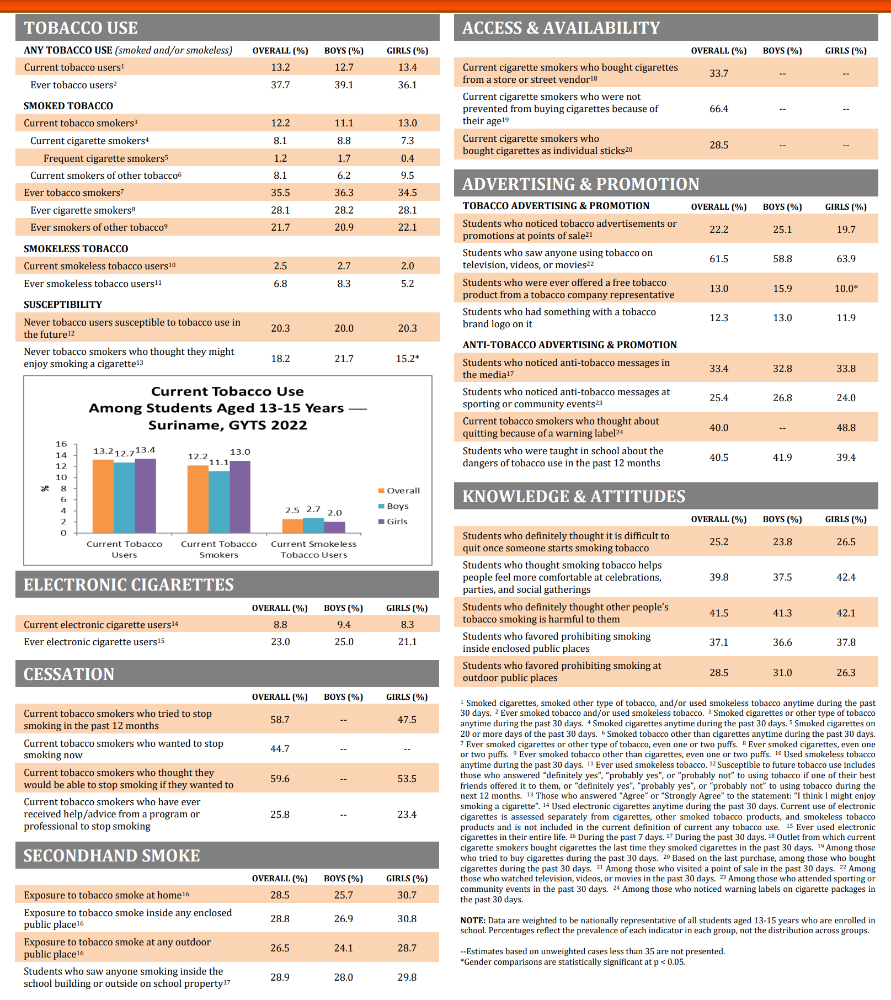 TOBACCO USE
ANY TOBACCO USE (smoked and/or smokeless) OVERALL (%) BOYS (%) GIRLS (%)
Current tobacco users1 13.2 12.7 13.4
Ever tobacco users2 37.7 39.1 36.1
SMOKED TOBACCO
Current tobacco smokers3 12.2 11.1 13.0
Current cigarette smokers4 8.1 8.8 7.3
Frequent cigarette smokers5 1.2 1.7 0.4
Current smokers of other tobacco6 8.1 6.2 9.5
Ever tobacco smokers7 35.5 36.3 34.5
Ever cigarette smokers8 28.1 28.2 28.1
Ever smokers of other tobacco9 21.7 20.9 22.1
SMOKELESS TOBACCO
Current smokeless tobacco users10 2.5 2.7 2.0
Ever smokeless tobacco users11 6.8 8.3 5.2
SUSCEPTIBILITY
Never tobacco users susceptible to tobacco use in
the future12 20.3 20.0 20.3
Never tobacco smokers who thought they might
enjoy smoking a cigarette13 18.2 21.7 15.2*
Current Tobacco Use
Among Students Aged 13-15 Years —
Suriname, GYTS 2022
16
14
12
10
8
6
4
2
0
%
13.2 12.7 13.4
12.2 11.1 13.0
2.5 2.7 2.0
Overall
Boys
Girls
Current Tobacco Current Tobacco Current Smokeless
Users Smokers Tobacco Users
ELECTRONIC CIGARETTES
OVERALL (%) BOYS (%) GIRLS (%)
Current electronic cigarette users14 8.8 9.4 8.3
Ever electronic cigarette users15 23.0 25.0 21.1
CESSATION
OVERALL (%) BOYS (%) GIRLS (%)
Current tobacco smokers who tried to stop
smoking in the past 12 months 58.7 -- 47.5
Current tobacco smokers who wanted to stop
smoking now 44.7 -- --
Current tobacco smokers who thought they
would be able to stop smoking if they wanted to 59.6 -- 53.5
Current tobacco smokers who have ever
received help/advice from a program or 25.8 -- 23.4
professional to stop smoking
SECONDHAND SMOKE
OVERALL (%) BOYS (%) GIRLS (%)
Exposure to tobacco smoke at home16 28.5 25.7 30.7
Exposure to tobacco smoke inside any enclosed
public place16 28.8 26.9 30.8
Exposure to tobacco smoke at any outdoor
public place16 26.5 24.1 28.7
Students who saw anyone smoking inside the
school building or outside on school property17 28.9 28.0 29.8
ACCESS & AVAILABILITY
OVERALL (%) BOYS (%) GIRLS (%)
Current cigarette smokers who bought cigarettes
from a store or street vendor18 33.7 -- --
Current cigarette smokers who were not
prevented from buying cigarettes because of 66.4 -- --
their age19
Current cigarette smokers who
bought cigarettes as individual sticks20 28.5 -- --
ADVERTISING & PROMOTION
TOBACCO ADVERTISING & PROMOTION OVERALL (%) BOYS (%) GIRLS (%)
Students who noticed tobacco advertisements or
promotions at points of sale21 22.2 25.1 19.7
Students who saw anyone using tobacco on
television, videos, or movies22 61.5 58.8 63.9
Students who were ever offered a free tobacco
product from a tobacco company representative 13.0 15.9 10.0*
Students who had something with a tobacco
brand logo on it 12.3 13.0 11.9
ANTI-TOBACCO ADVERTISING & PROMOTION
Students who noticed anti-tobacco messages in
the media17 33.4 32.8 33.8
Students who noticed anti-tobacco messages at
sporting or community events23 25.4 26.8 24.0
Current tobacco smokers who thought about
quitting because of a warning label24 40.0 -- 48.8
Students who were taught in school about the
dangers of tobacco use in the past 12 months 40.5 41.9 39.4
KNOWLEDGE & ATTITUDES
OVERALL (%) BOYS (%) GIRLS (%)
Students who definitely thought it is difficult to
quit once someone starts smoking tobacco 25.2 23.8 26.5
Students who thought smoking tobacco helps
people feel more comfortable at celebrations, 39.8 37.5 42.4
parties, and social gatherings
Students who definitely thought other people's
tobacco smoking is harmful to them 41.5 41.3 42.1
Students who favored prohibiting smoking
inside enclosed public places 37.1 36.6 37.8
Students who favored prohibiting smoking at
outdoor public places 28.5 31.0 26.3
1 Smoked cigarettes, smoked other type of tobacco, and/or used smokeless tobacco anytime during the past
30 days. 2 Ever smoked tobacco and/or used smokeless tobacco. 3 Smoked cigarettes or other type of tobacco
anytime during the past 30 days. 4 Smoked cigarettes anytime during the past 30 days. 5 Smoked cigarettes on
20 or more days of the past 30 days. 6 Smoked tobacco other than cigarettes anytime during the past 30 days.
7 Ever smoked cigarettes or other type of tobacco, even one or two puffs. 8 Ever smoked cigarettes, even one
or two puffs. 9 Ever smoked tobacco other than cigarettes, even one or two puffs. 10 Used smokeless tobacco
anytime during the past 30 days. 11 Ever used smokeless tobacco. 12 Susceptible to future tobacco use includes
those who answered “definitely yes”, “probably yes”, or “probably not” to using tobacco if one of their best
friends offered it to them, or “definitely yes”, “probably yes”, or “probably not” to using tobacco during the
next 12 months. 13 Those who answered “Agree” or “Strongly Agree” to the statement: “I think I might enjoy
smoking a cigarette”. 14 Used electronic cigarettes anytime during the past 30 days. Current use of electronic
cigarettes is assessed separately from cigarettes, other smoked tobacco products, and smokeless tobacco
products and is not included in the current definition of current any tobacco use. 15 Ever used electronic
cigarettes in their entire life. 16 During the past 7 days. 17 During the past 30 days. 18 Outlet from which current
cigarette smokers bought cigarettes the last time they smoked cigarettes in the past 30 days. 19 Among those
who tried to buy cigarettes during the past 30 days. 20 Based on the last purchase, among those who bought
cigarettes during the past 30 days. 21 Among those who visited a point of sale in the past 30 days. 22 Among
those who watched television, videos, or movies in the past 30 days. 23 Among those who attended sporting or
community events in the past 30 days. 24 Among those who noticed warning labels on cigarette packages in
the past 30 days.
NOTE: Data are weighted to be nationally representative of all students aged 13-15 years who are enrolled in
school. Percentages reflect the prevalence of each indicator in each group, not the distribution across groups.
--Estimates based on unweighted cases less than 35 are not presented.
*Gender comparisons are statistically significant at p < 0.05.